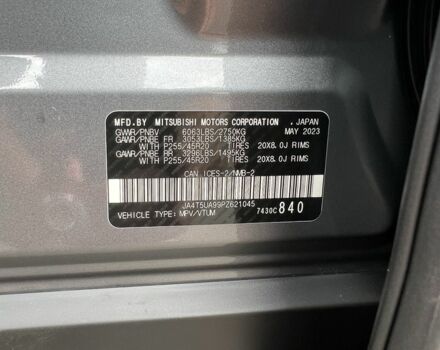 MFD.BY MITSUBISHI MOTORS CORPORATION , JAPAN
GVWR/PNBV 6063LBS/2750KG MAY 2023
GAWR/PNBE FR 3053LBS/1385KG
WITH P255/45R20 TIRES 20X8.0J RIMS
GAWR/PNBE RR 3296LBS/1495KG
WITH P255/45R20 TIRES 20X8.0J RIMS
CAN ICES-2/NMB-2
JA4T5UA99PZ621045
VEHICLE TYPE: MPV/VTUM 7430C 840